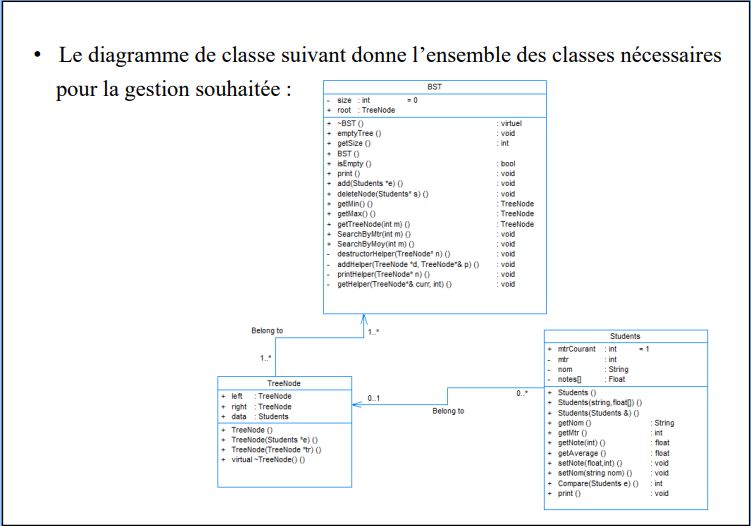 • Le diagramme de classe suivant donne l’ensemble des classes nécessaires
pour la gestion souhaitée :
BST
- size : int = 0
+ root : TreeNode
+ ~BST () : virtuel
+ emptyTree () : void
+ getSize () : int
+ BST ()
+ isEmpty () : bool
+ print () : void
+ add(Students *e) () : void
+ deleteNode(Students* s) () : void
+ getMin() () : TreeNode
+ getMax() () : TreeNode
+ getTreeNode(int m) () : TreeNode
+ SearchByMtr(int m) () : void
+ SearchByMoy(int m) () : void
- destructorHelper(TreeNode* n) () : void
- addHelper(TreeNode *d, TreeNode*& p) () : void
- printHelper(TreeNode* n) () : void
- getHelper(TreeNode*& curr, int) () : void
Belong to
1..*
1..*
TreeNode
+ left : TreeNode
+ right : TreeNode
+ data : Students
+ TreeNode ()
+ TreeNode(Students *e) ()
+ TreeNode(TreeNode *tr) ()
+ virtual ~TreeNode() ()
0..1
Belong to
0..*
Students
+ mtrCourant : int = 1
- mtr : int
- nom : String
- notes[] : Float
+ Students ()
+ Students(string,float[]) ()
+ Students(Students &) ()
+ getNom () : String
+ getMtr () : int
+ getNote(int) () : float
+ getAverage () : float
+ setNote(float,int) () : void
+ setNom(string nom) () : void
+ Compare(Students e) () : int
+ print () : void